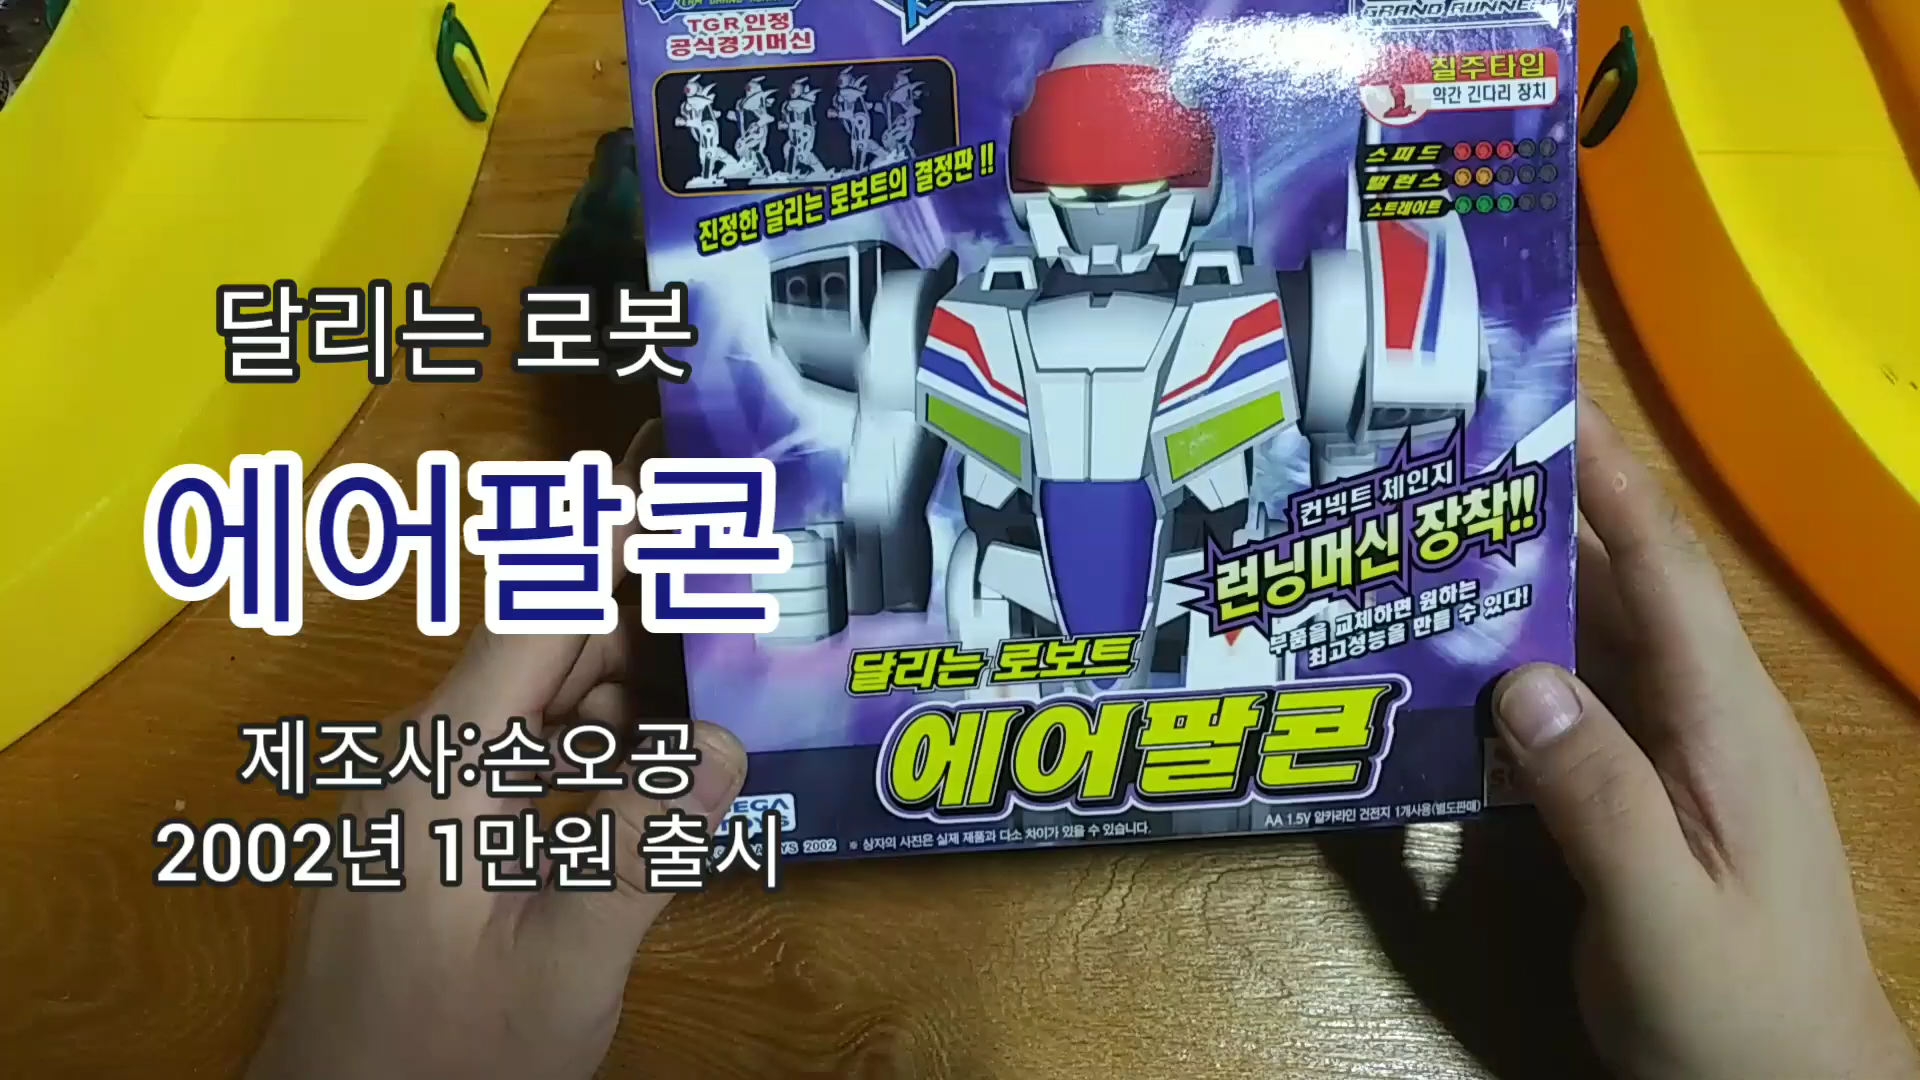 TGR인정
공식경기머신
GRAND RUNNE
질주타입
약간 긴다리 장치
스피드
밸런스
스트레이트
진정한 달리는 로보트의 결정판 !!
달리는 로봇
에어팔콘
제조사:손오공
2002년 1만원 출시
컨넥트 체인지
런닝머신 장착!!
부품을 교체하면 원하는
최고성능을 만들 수 있다!
달리는 로보트
에어팔콘
SEGA
TOYS
2002
※ 상자의 사진은 실제 제품과 다소 차이가 있을 수 있습니다.
AA 1.5V 알카라인 건전지 1개사용(별도판매)